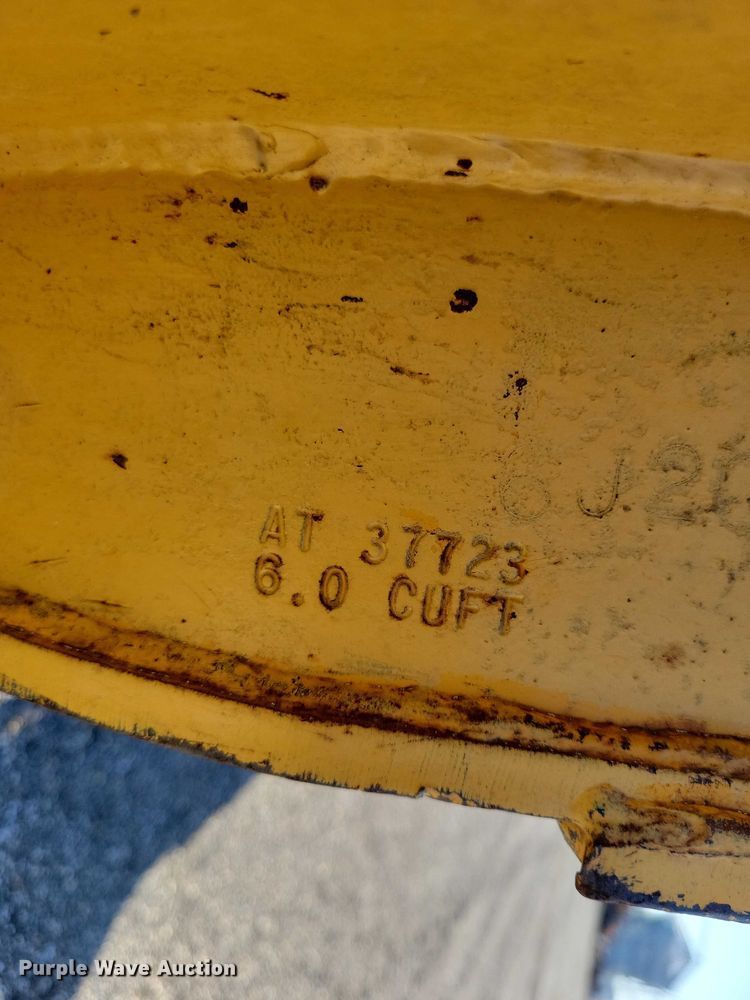 AT 37723
6.0 CUFT
Purple Wave Auction